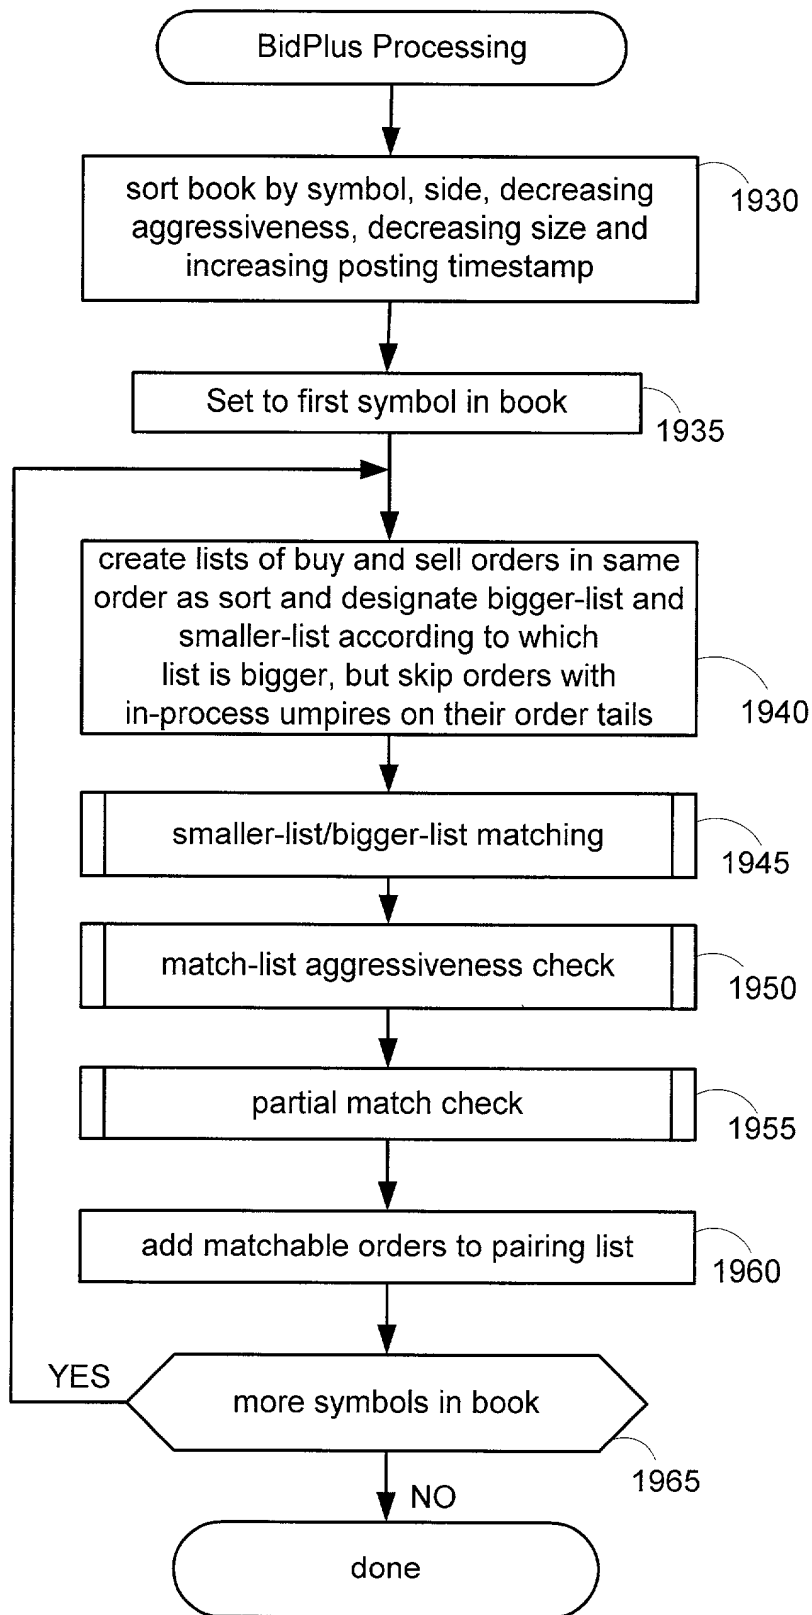 BidPlus Processing
sort book by symbol, side, decreasing
aggressiveness, decreasing size and
increasing posting timestamp
1930
Set to first symbol in book
1935
create lists of buy and sell orders in same
order as sort and designate bigger-list and
smaller-list according to which
list is bigger, but skip orders with
in-process umpires on their order tails
1940
smaller-list/bigger-list matching
1945
match-list aggressiveness check
1950
partial match check
1955
add matchable orders to pairing list
1960
YES
more symbols in book
1965
NO
done